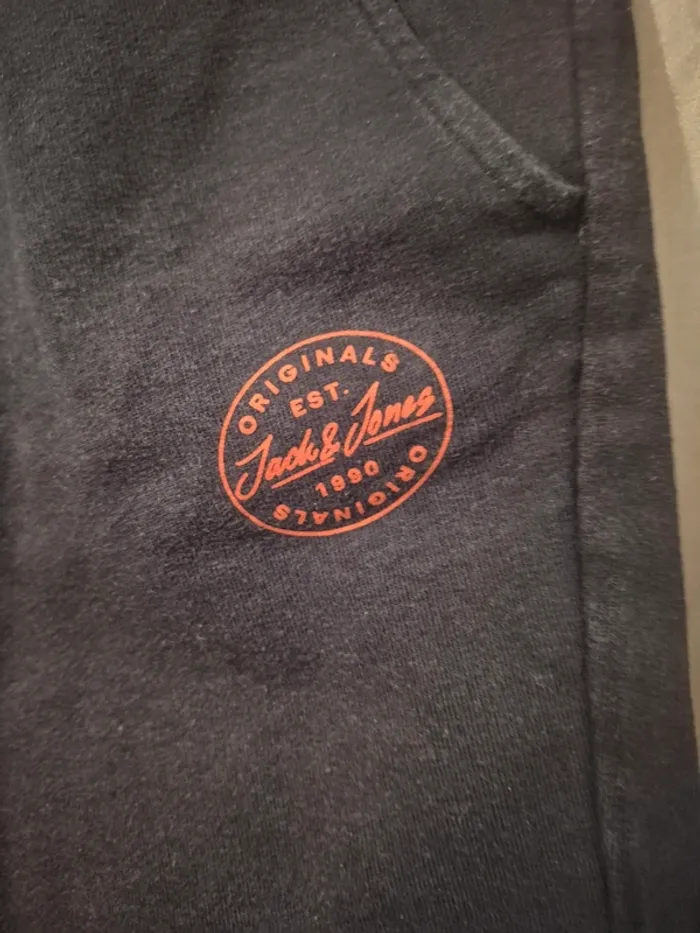 ORIGINALS
EST.
Jack & Jones
1990
ORIGINALS